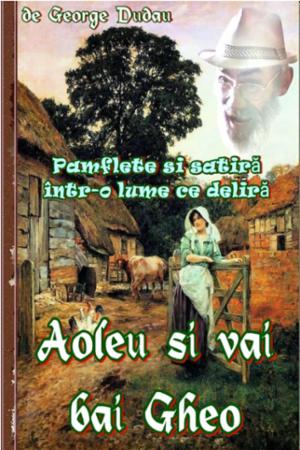 de George Dudau
Pamflete si satiră
într-o lume ce deliră
Aoleu si vai
bai Gheo